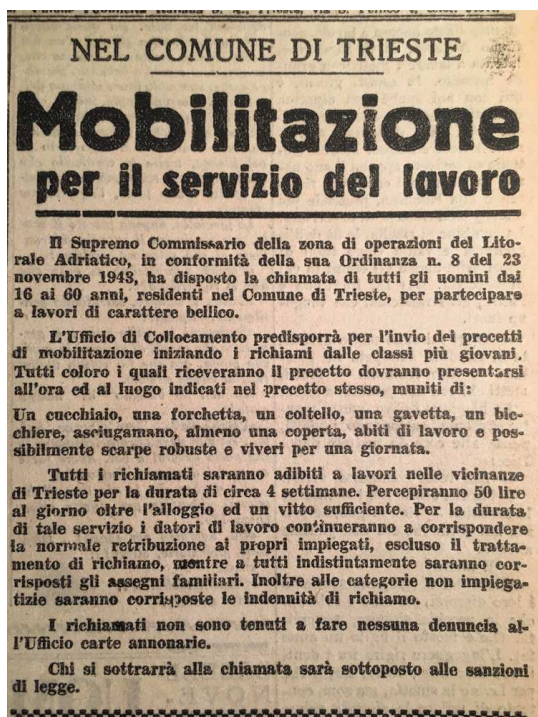 NEL COMUNE DI TRIESTE
Mobilitazione
per il servizio del lavoro
Il Supremo Commissario della zona di operazioni del Lito-
rale Adriatico, in conformità della sua Ordinanza n. 8 del 23
novembre 1943, ha disposto la chiamata di tutti gli uomini dai
16 ai 60 anni, residenti nel Comune di Trieste, per partecipare
a lavori di carattere bellico.
L'Ufficio di Collocamento predisporrà per l'invio dei precetti
di mobilitazione iniziando i richiami dalle classi più giovani.
Tutti coloro i quali riceveranno il precetto dovranno presentarsi
all'ora ed al luogo indicati nel precetto stesso, muniti di:
Un cucchiaio, una forchetta, un coltello, una gavetta, un bic-
chiere, asciugamano, almeno una coperta, abiti di lavoro e pos-
sibilmente scarpe robuste e viveri per una giornata.
Tutti i richiamati saranno adibiti a lavori nelle vicinanze
di Trieste per la durata di circa 4 settimane. Percepiranno 50 lire
al giorno oltre l'alloggio ed un vitto sufficiente. Per la durata
di tale servizio i datori di lavoro continueranno a corrispondere
la normale retribuzione ai propri impiegati, escluso il tratta-
mento di richiamo, mentre a tutti indistintamente saranno cor-
risposti gli assegni familiari. Inoltre alle categorie non impiega-
tizie saranno corrisposte le indennità di richiamo.
I richiamati non sono tenuti a fare nessuna denuncia al-
l'Ufficio carte annonarie.
Chi si sottrarrà alla chiamata sarà sottoposto alle sanzioni
di legge.